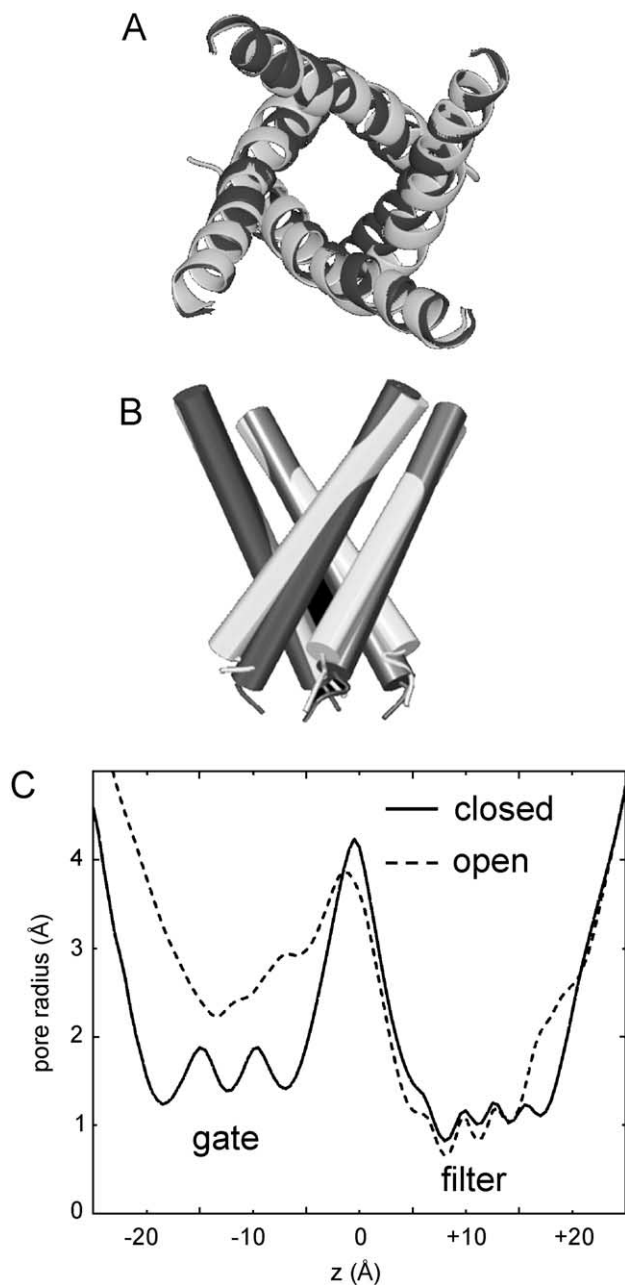 A
B
C
closed
open
4
3
2
1
0
pore radius (Å)
gate
filter
-20 -10 0 +10 +20
z (Å)